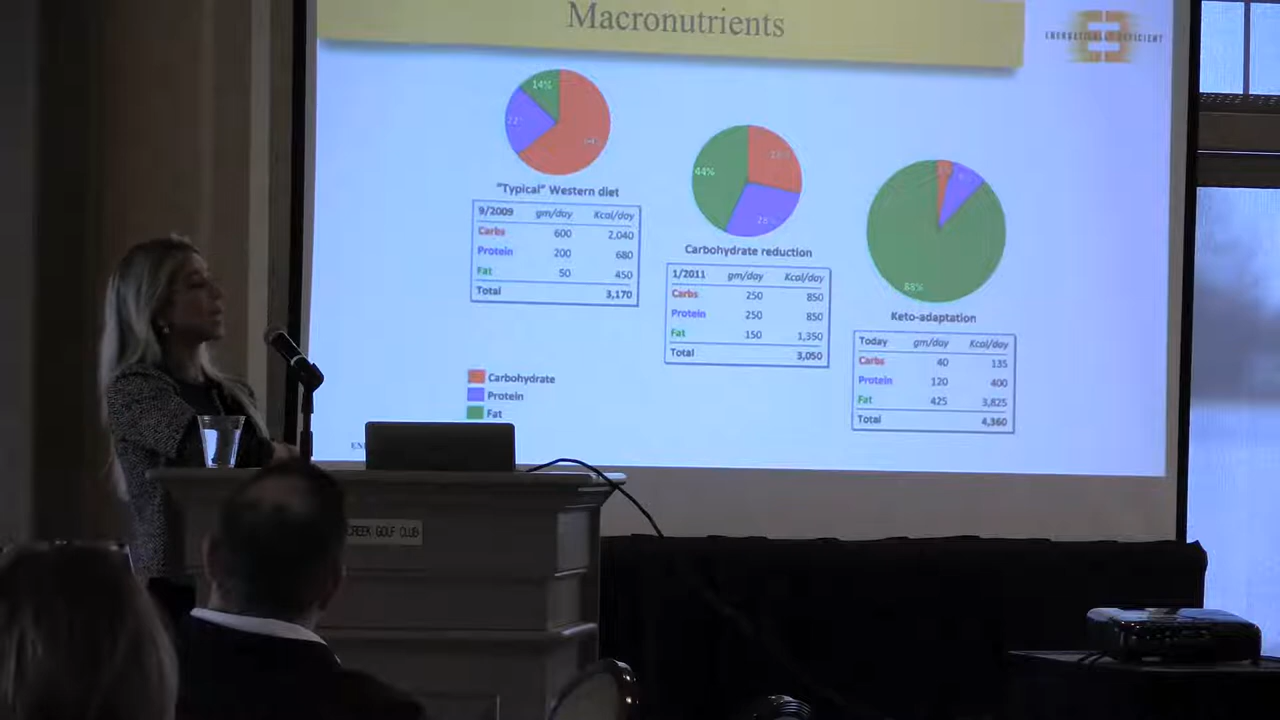 Macronutrients
14%
44%
88%
"Typical" Western diet
9/2009 gm/day Kcal/day
Carbs 600 2,040
Protein 200 680
Fat 50 450
Total 3,170
Carbohydrate reduction
1/2011 gm/day Kcal/day
Carbs 250 850
Protein 250 850
Fat 150 1,350
Total 3,050
Keto-adaptation
Today gm/day Kcal/day
Carbs 40 135
Protein 120 400
Fat 425 3,825
Total 4,360
Carbohydrate
Protein
Fat
CREEK GOLF CLUB